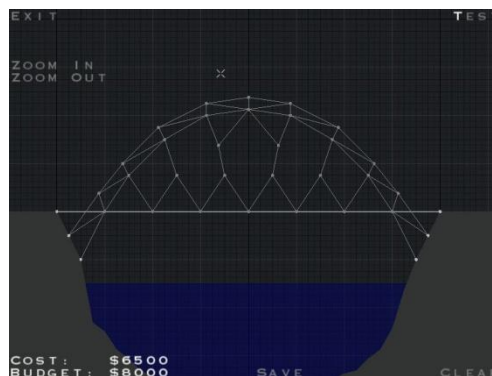 EXIT
TES
ZOOM IN
ZOOM OUT
COST: $6500
BUDGET: $8000
SAVE
CLEA